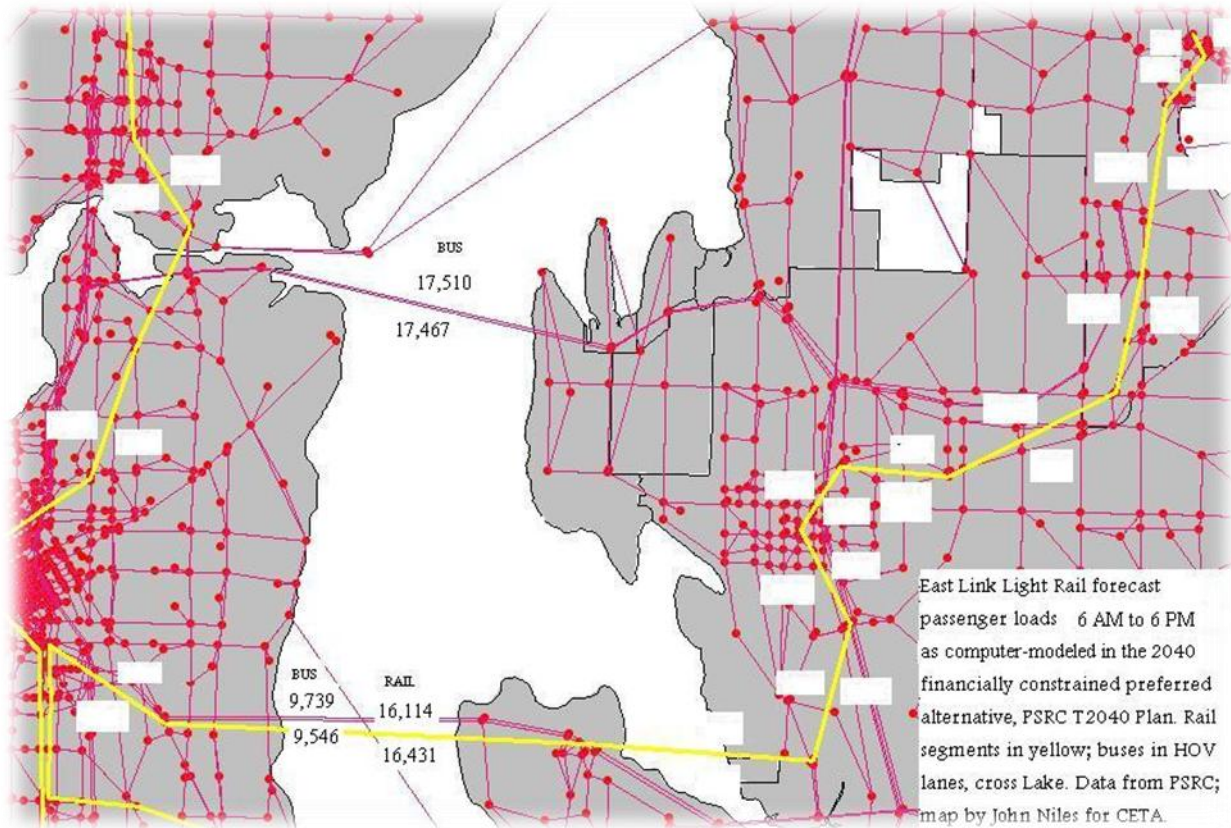 BUS
17,510
17,467
BUS
RAIL
9,739
16,114
9,546
16,431
East Link Light Rail forecast
passenger loads 6 AM to 6 PM
as computer-modeled in the 2040
financially constrained preferred
alternative, PSRC T2040 Plan. Rail
segments in yellow; buses in HOV
lanes, cross Lake. Data from PSRC;
map by John Niles for CETA.